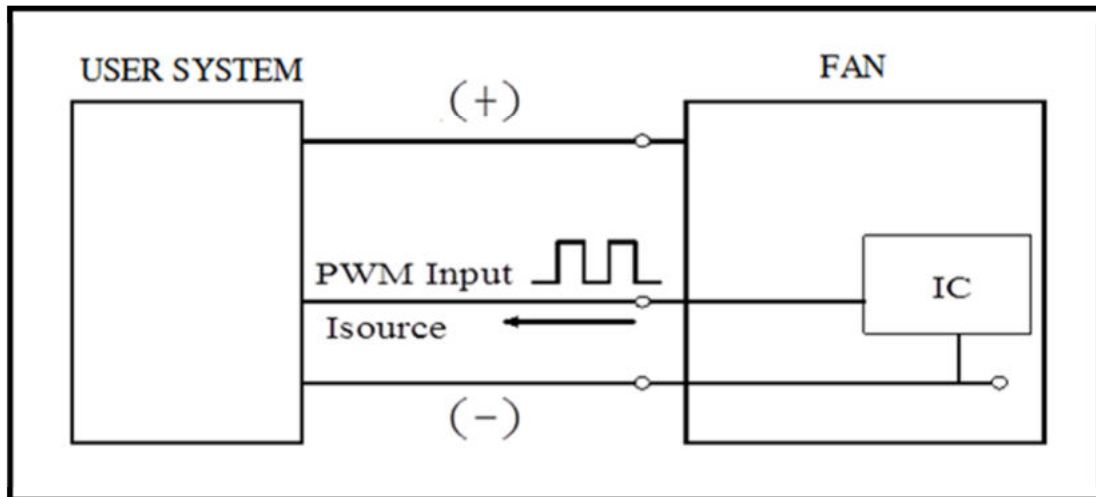 USER SYSTEM
FAN
(+)
PWM Input
IC
Isource
(-)